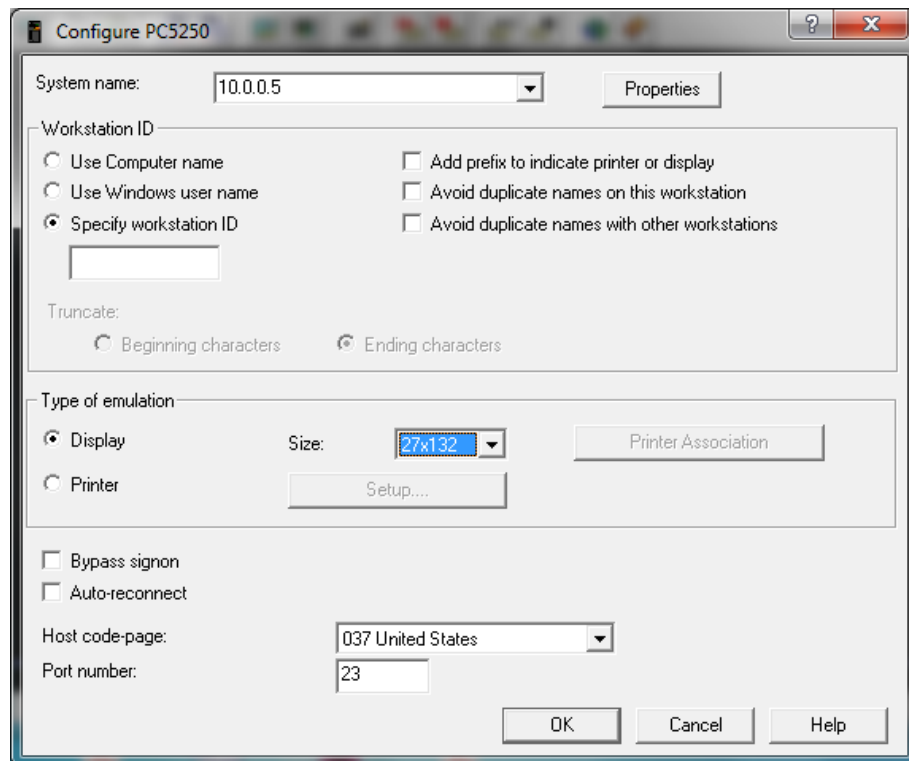 Configure PC5250
System name: 10.0.0.5 Properties
Workstation ID
Use Computer name Add prefix to indicate printer or display
Use Windows user name Avoid duplicate names on this workstation
Specify workstation ID Avoid duplicate names with other workstations
Truncate:
Beginning characters Ending characters
Type of emulation
Display Size: 27x132 Printer Association
Printer Setup....
Bypass signon
Auto-reconnect
Host code-page: 037 United States
Port number: 23
OK Cancel Help